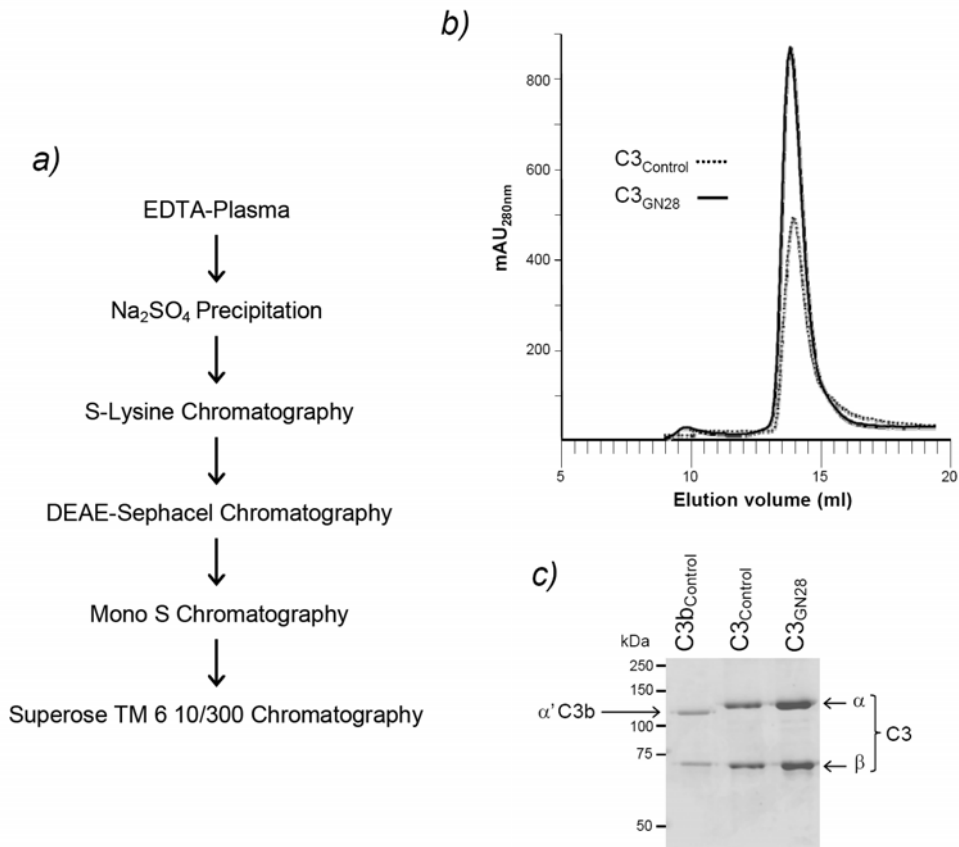 a)
EDTA-Plasma
Na₂SO₄ Precipitation
S-Lysine Chromatography
DEAE-Sephacel Chromatography
Mono S Chromatography
Superose TM 6 10/300 Chromatography
b)
mAU280nm
800
600
400
200
C3Control
C3GN28
5
10
15
20
Elution volume (ml)
c)
C3bControl
C3Control
C3GN28
kDa
250
150
100
75
50
α' C3b
α
β
C3